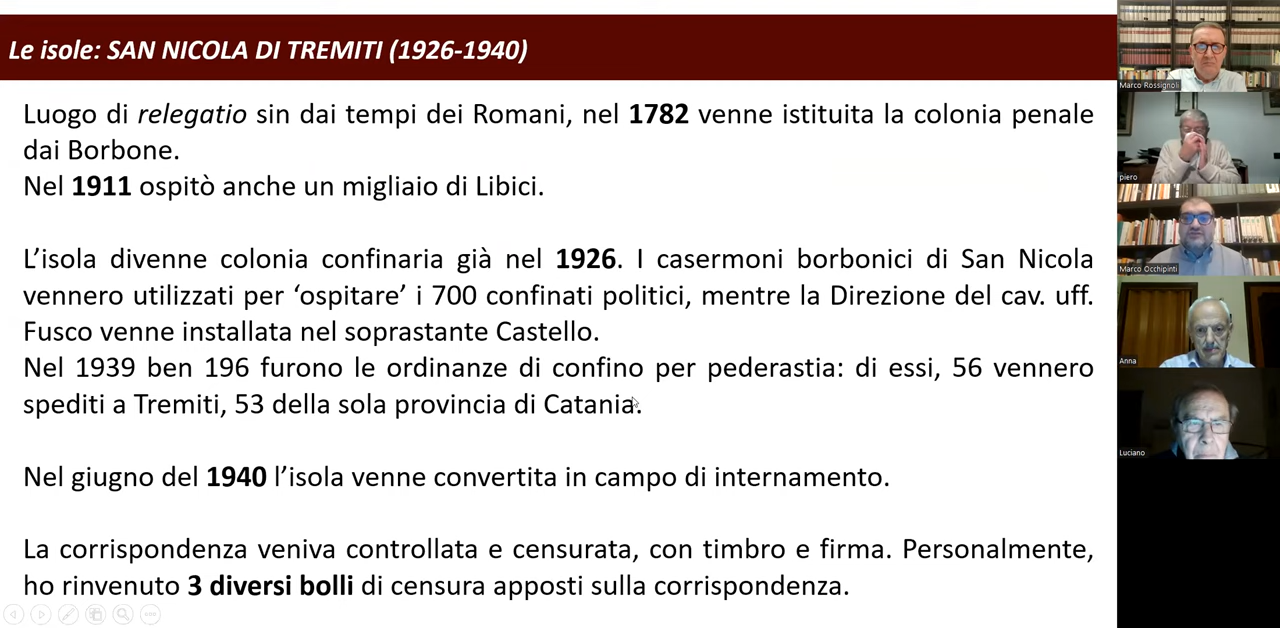 Le isole: SAN NICOLA DI TREMITI (1926-1940)
Luogo di relegatio sin dai tempi dei Romani, nel 1782 venne istituita la colonia penale
dai Borbone.
Nel 1911 ospitò anche un migliaio di Libici.
L’isola divenne colonia confinaria già nel 1926. I casermoni borbonici di San Nicola
vennero utilizzati per ‘ospitare’ i 700 confinati politici, mentre la Direzione del cav. uff.
Fusco venne installata nel soprastante Castello.
Nel 1939 ben 196 furono le ordinanze di confino per pederastia: di essi, 56 vennero
spediti a Tremiti, 53 della sola provincia di Catania.
Nel giugno del 1940 l’isola venne convertita in campo di internamento.
La corrispondenza veniva controllata e censurata, con timbro e firma. Personalmente,
ho rinvenuto 3 diversi bolli di censura apposti sulla corrispondenza.
Marco Rossignoli
piero
Marco Occhipinti
Anna
Luciano